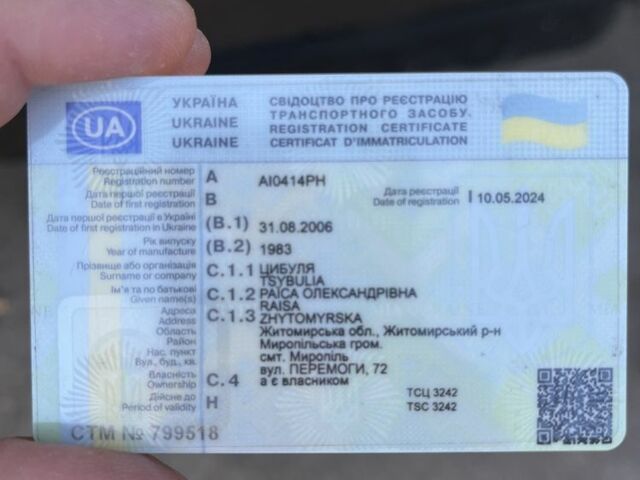 UA
УКРАЇНА
UKRAINE
UKRAINE
СВІДОЦТВО ПРО РЕЄСТРАЦІЮ
ТРАНСПОРТНОГО ЗАСОБУ.
REGISTRATION CERTIFICATE
CERTIFICAT D'IMMATRICULATION
Реєстраційний номер
Registration number A AI0414PH
Дата першої реєстрації
Date of first registration B
Дата реєстрації
Date of registration I 10.05.2024
Дата першої реєстрації в Україні
Date of first registration in Ukraine (B.1) 31.08.2006
Рік випуску
Year of manufacture (B.2) 1983
Прізвище або організація
Surname or company C.1.1 ЦИБУЛЯ
TSYBULIA
Ім'я та по батькові
Given name(s) C.1.2 РАЇСА ОЛЕКСАНДРІВНА
RAISA
Адреса
Address C.1.3 ZHYTOMYRSKA
Область Житомирська обл., Житомирський р-н
Район Миропільська гром.
Нас. пункт смт. Миропіль
Вул., буд., кв. вул. ПЕРЕМОГИ, 72
Власність
Ownership C.4 а є власником
Дійсне до
Period of validity H
ТСЦ 3242
TSC 3242
СТМ № 799518